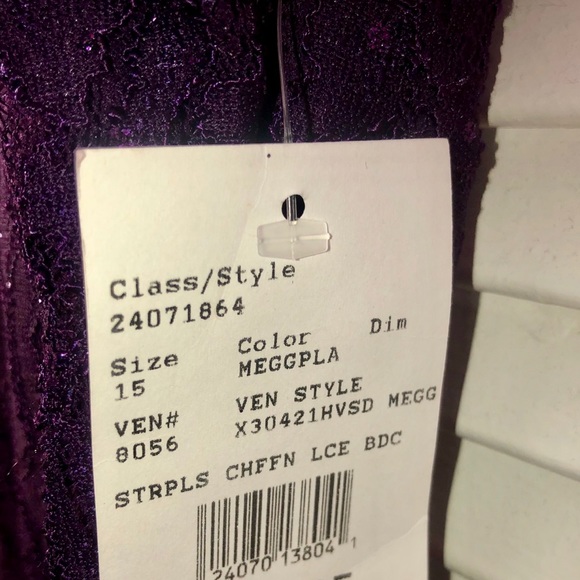 Class/Style
24071864
Size Color Dim
15 MEGGPLA
VEN# VEN STYLE
8056 X30421HVSD MEGG
STRPLS CHFFN LCE BDC
24070 13804 1